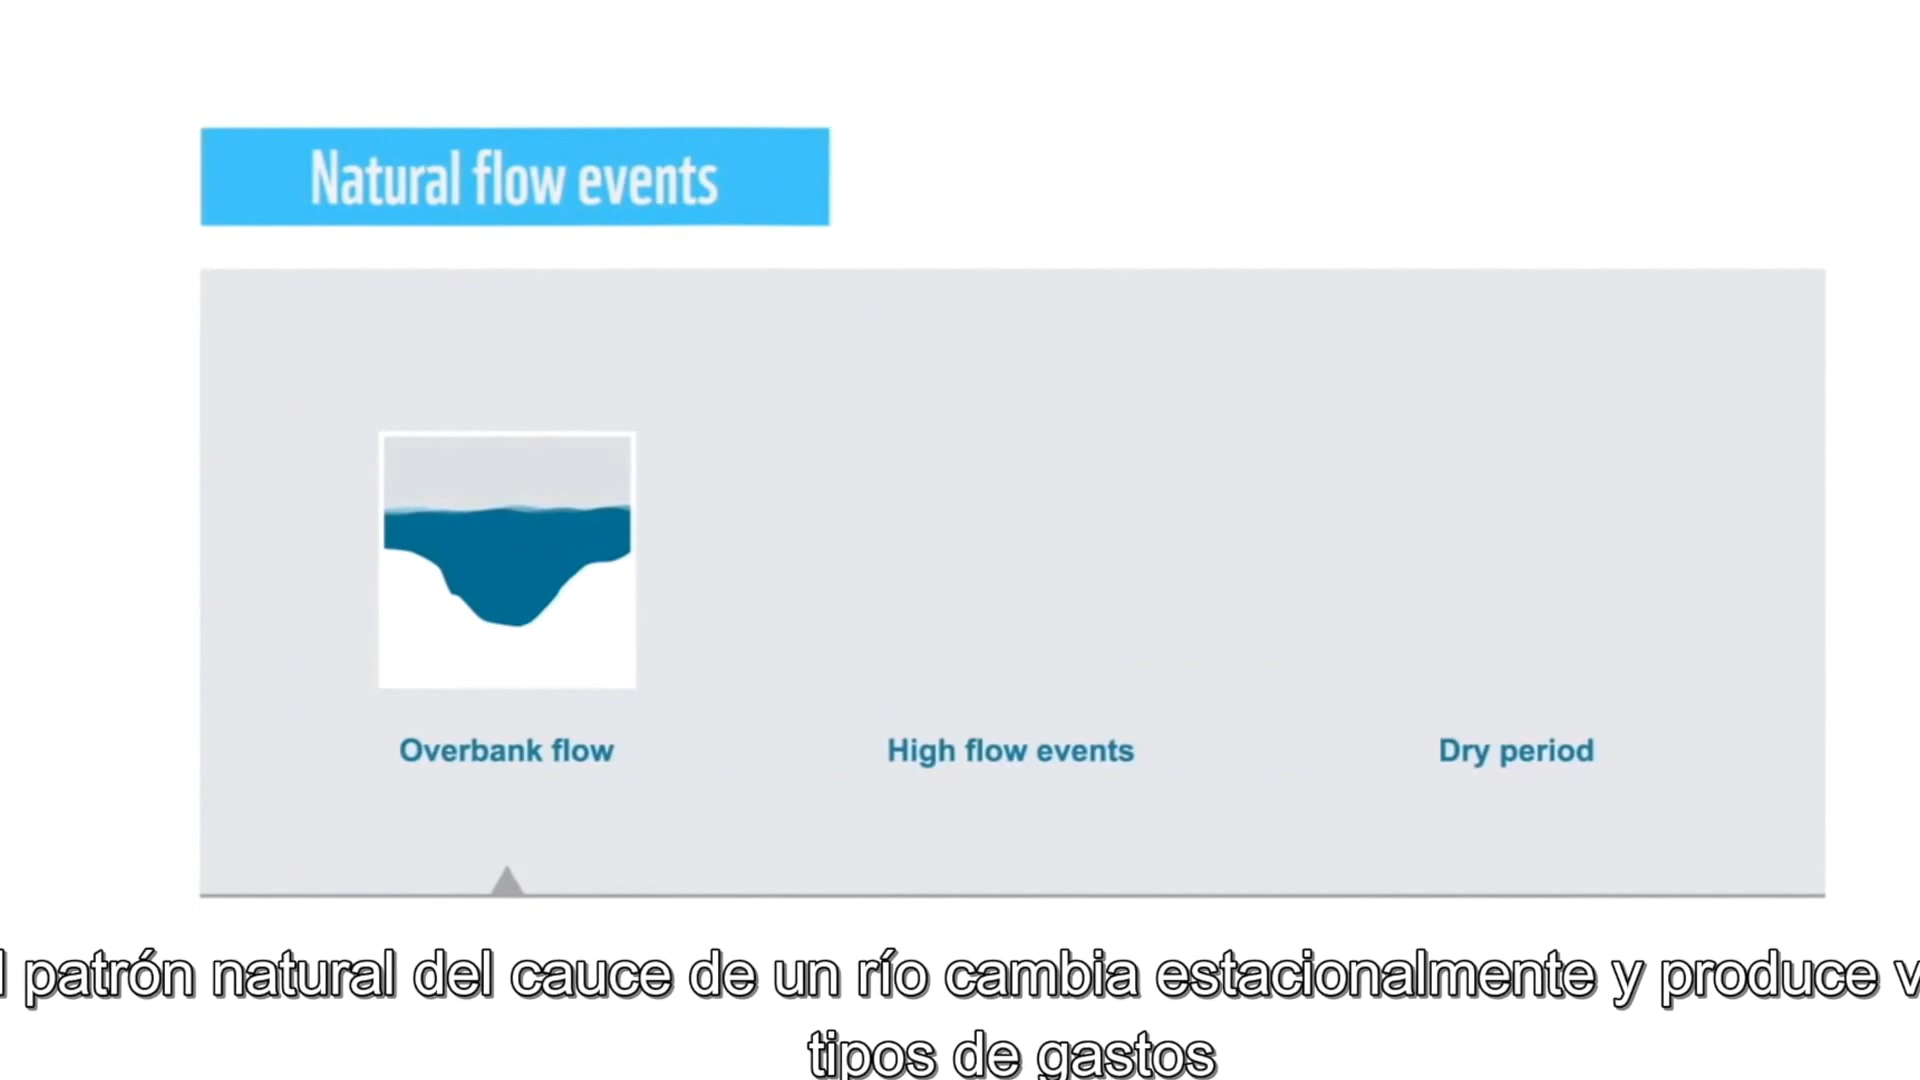 Natural flow events
Overbank flow
High flow events
Dry period
patrón natural del cauce de un río cambia estacionalmente y produce
tipos de gastos